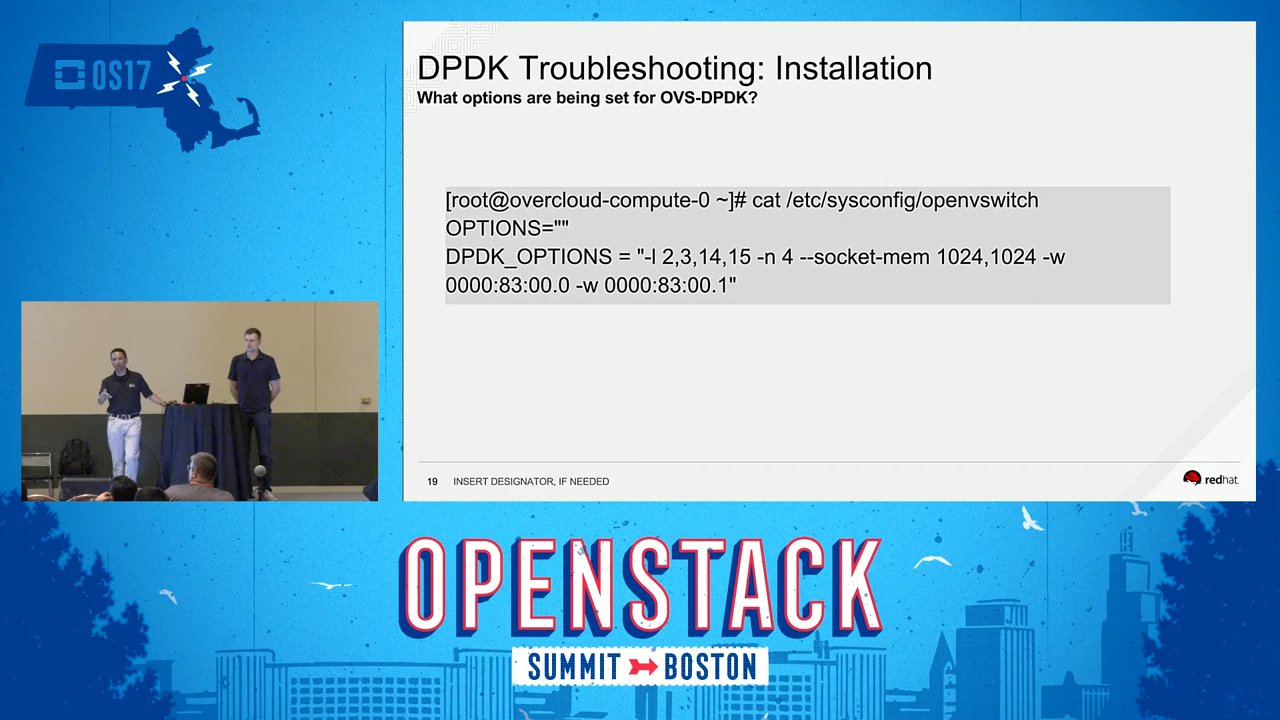 OS17
DPDK Troubleshooting: Installation
What options are being set for OVS-DPDK?
[root@overcloud-compute-0 ~]# cat /etc/sysconfig/openvswitch
OPTIONS=""
DPDK_OPTIONS = "-l 2,3,14,15 -n 4 --socket-mem 1024,1024 -w
0000:83:00.0 -w 0000:83:00.1"
19 INSERT DESIGNATOR, IF NEEDED
redhat.
OPENSTACK
SUMMIT BOSTON